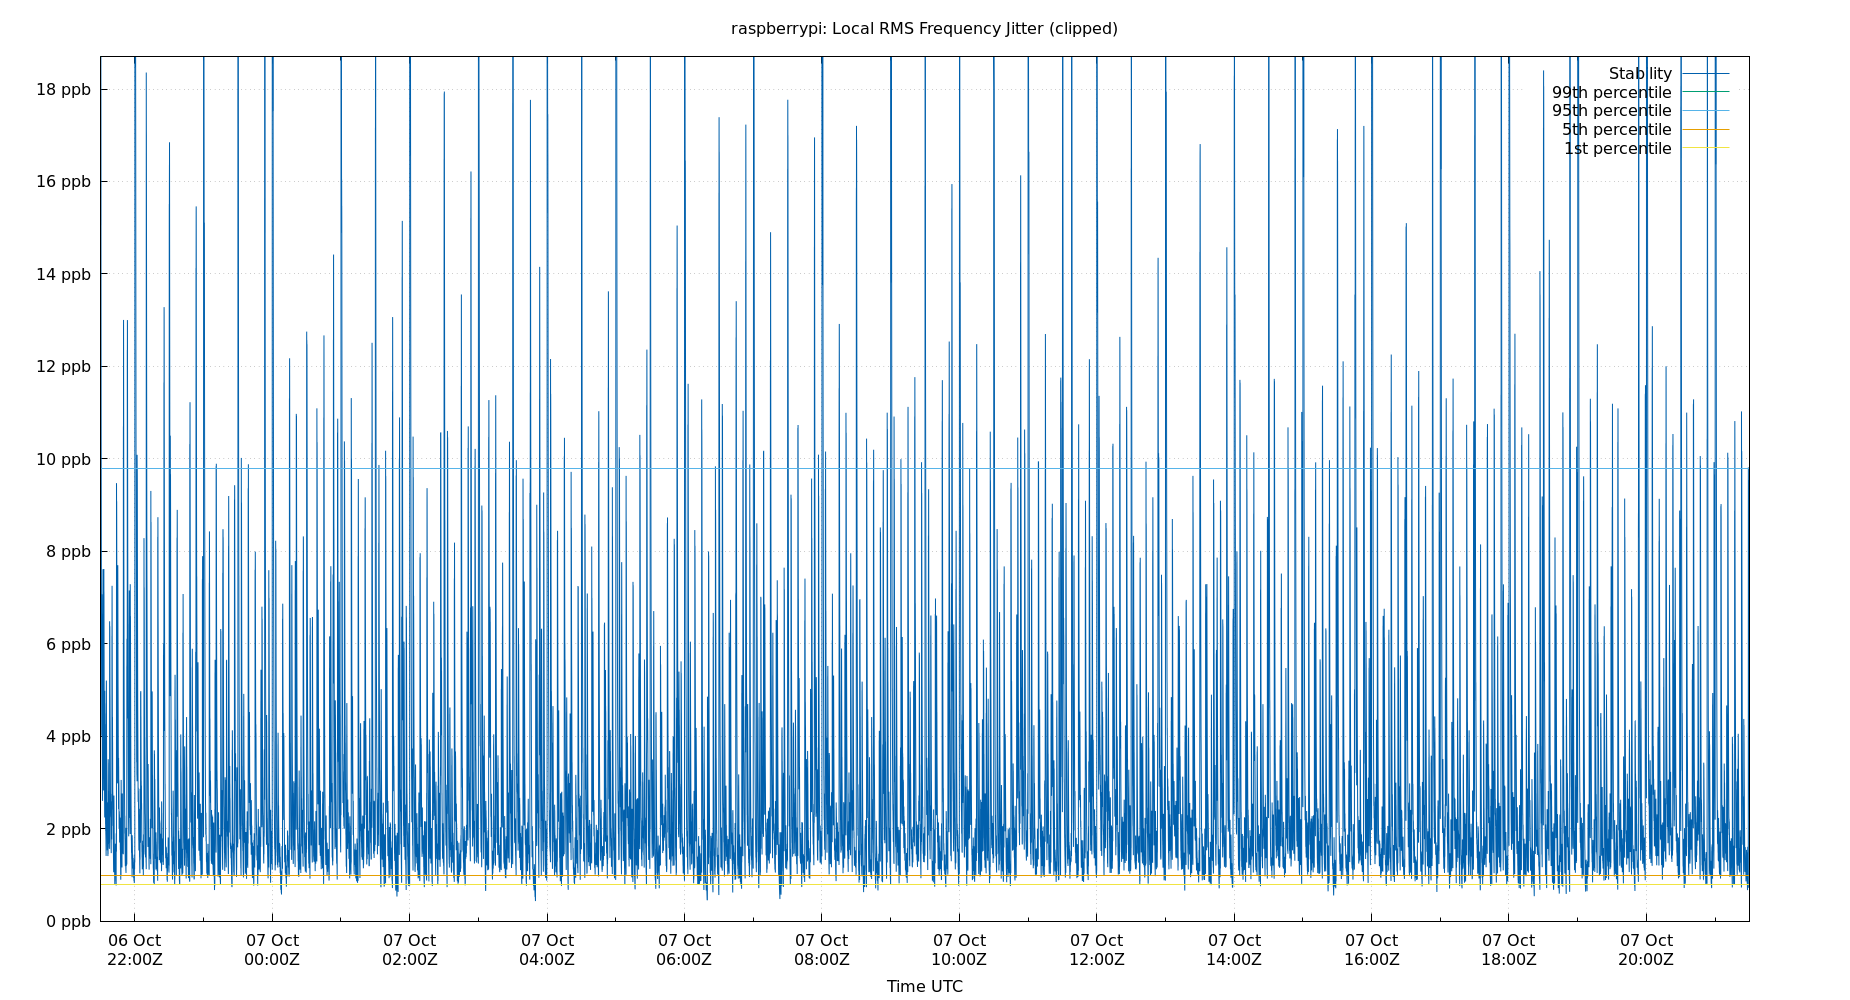 raspberrypi: Local RMS Frequency Jitter (clipped)
Stability
99th percentile
95th percentile
5th percentile
1st percentile
18 ppb
16 ppb
14 ppb
12 ppb
10 ppb
8 ppb
6 ppb
4 ppb
2 ppb
0 ppb
06 Oct 07 Oct 07 Oct 07 Oct 07 Oct 07 Oct 07 Oct 07 Oct 07 Oct 07 Oct 07 Oct 07 Oct
22:00Z 00:00Z 02:00Z 04:00Z 06:00Z 08:00Z 10:00Z 12:00Z 14:00Z 16:00Z 18:00Z 20:00Z
Time UTC